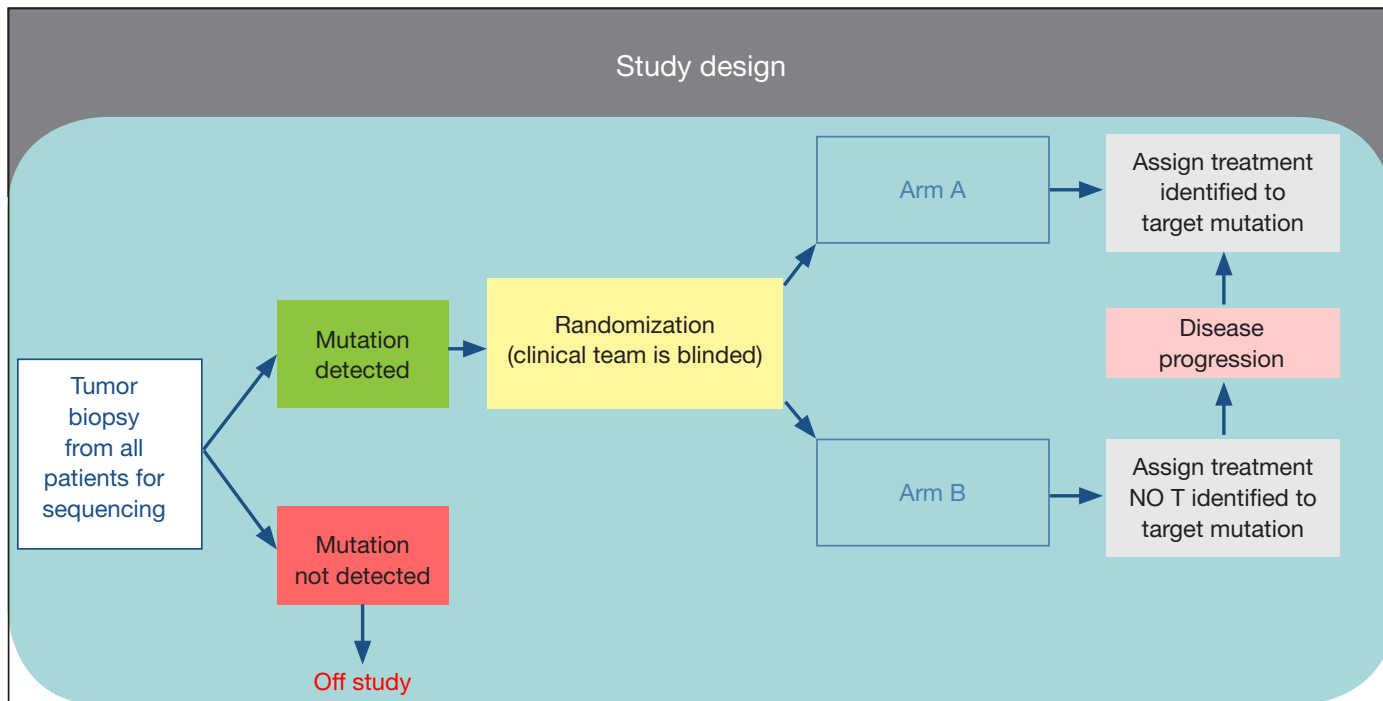 Study design
Tumor
biopsy
from all
patients for
sequencing
Mutation
detected
Mutation
not detected
Off study
Randomization
(clinical team is blinded)
Arm A
Arm B
Assign treatment
identified to
target mutation
Disease
progression
Assign treatment
NO T identified to
target mutation